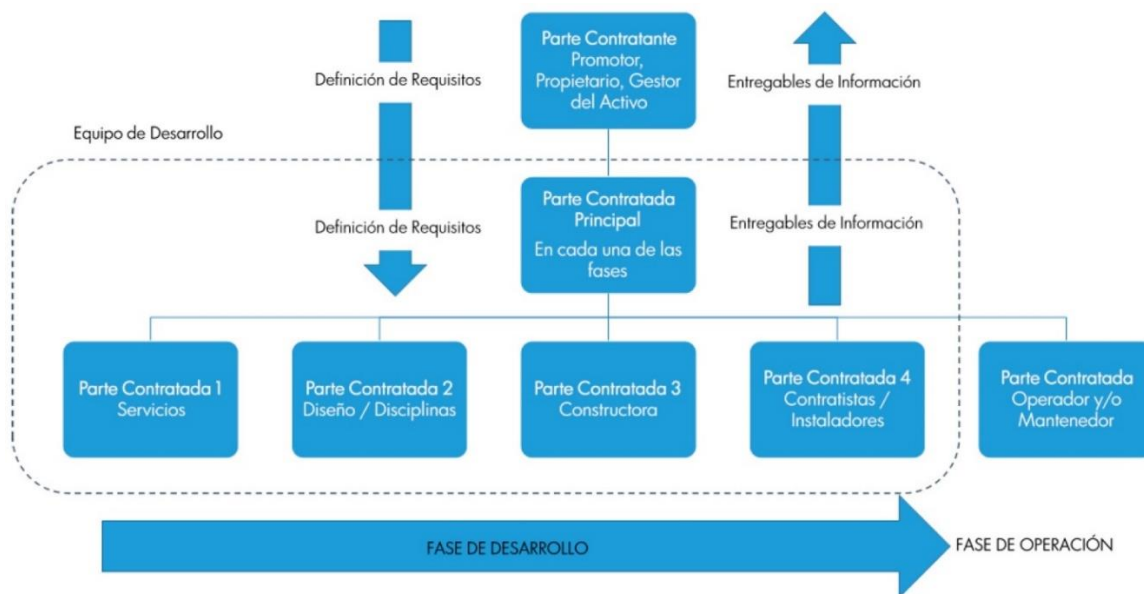 Parte Contratante
Promotor,
Propietario, Gestor
del Activo
Definición de Requisitos
Entregables de Información
Equipo de Desarrollo
Parte Contratada
Principal
En cada una de las
fases
Definición de Requisitos
Entregables de Información
Parte Contratada 1
Servicios
Parte Contratada 2
Diseño / Disciplinas
Parte Contratada 3
Constructora
Parte Contratada 4
Contratistas /
Instaladores
Parte Contratada
Operador y/o
Mantenedor
FASE DE DESARROLLO
FASE DE OPERACIÓN